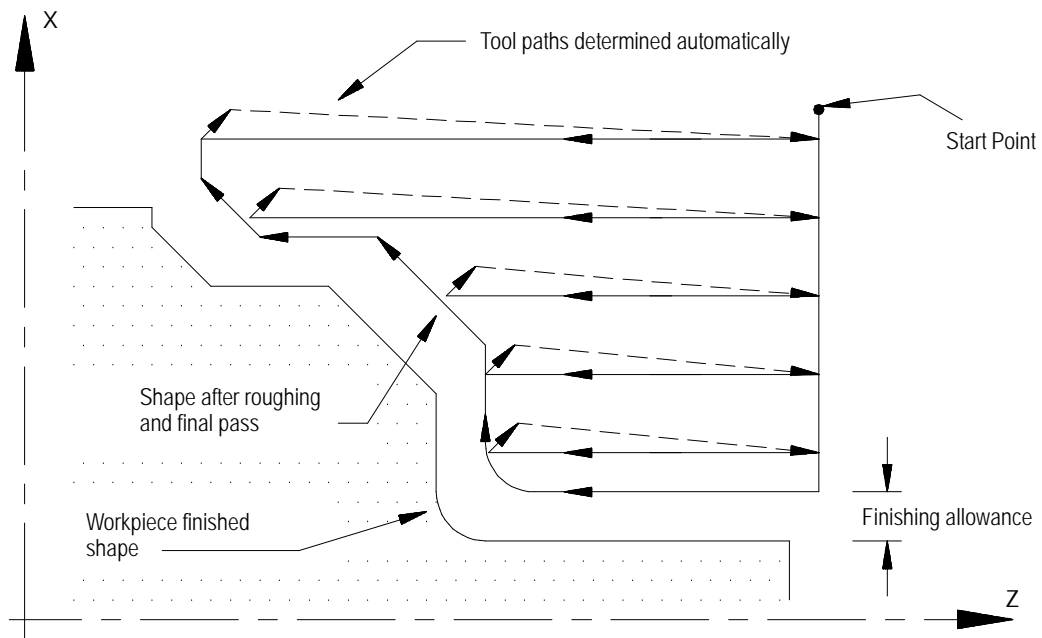 X
Tool paths determined automatically
Start Point
Shape after roughing
and final pass
Workpiece finished
shape
Finishing allowance
Z